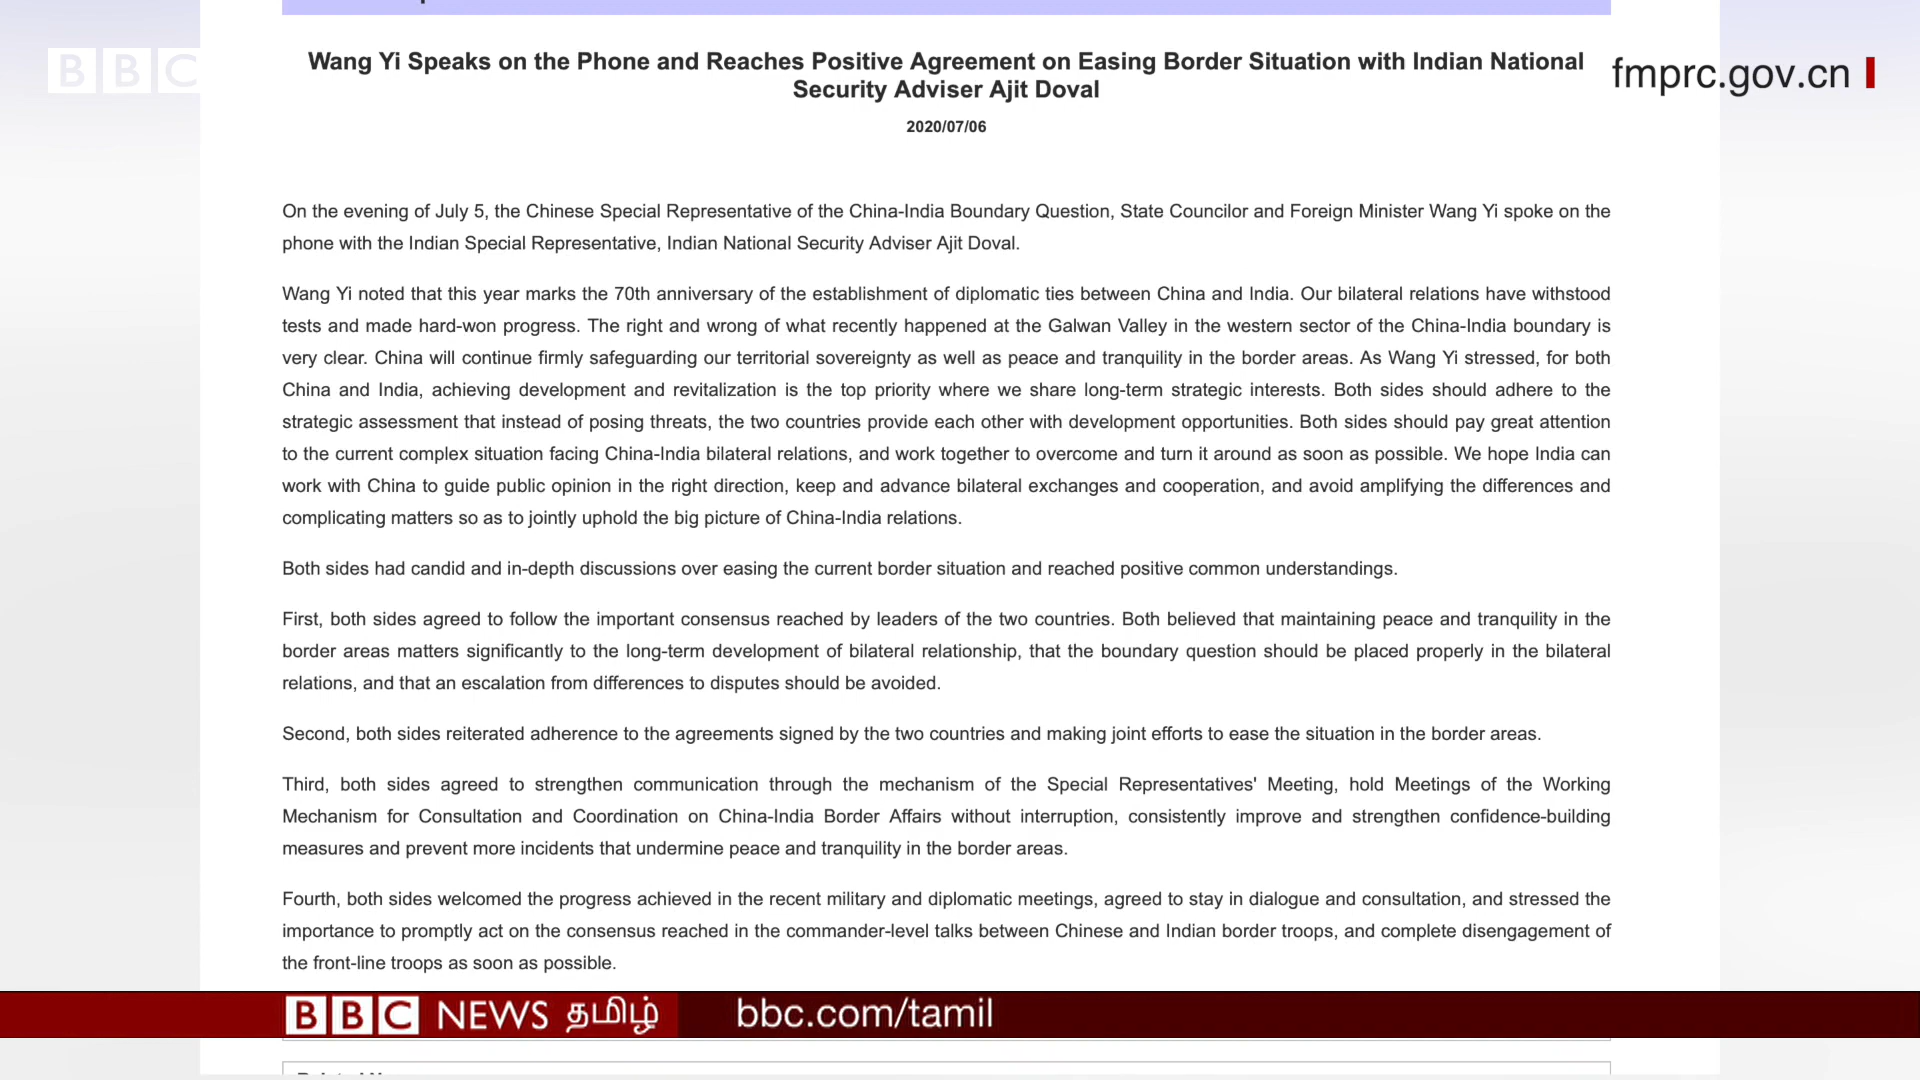 Wang Yi Speaks on the Phone and Reaches Positive Agreement on Easing Border Situation with Indian National
Security Adviser Ajit Doval
BBC
fmprc.gov.cn
2020/07/06
On the evening of July 5, the Chinese Special Representative of the China-India Boundary Question, State Councilor and Foreign Minister Wang Yi spoke on the
phone with the Indian Special Representative, Indian National Security Adviser Ajit Doval.
Wang Yi noted that this year marks the 70th anniversary of the establishment of diplomatic ties between China and India. Our bilateral relations have withstood
tests and made hard-won progress. The right and wrong of what recently happened at the Galwan Valley in the western sector of the China-India boundary is
very clear. China will continue firmly safeguarding our territorial sovereignty as well as peace and tranquility in the border areas. As Wang Yi stressed, for both
China and India, achieving development and revitalization is the top priority where we share long-term strategic interests. Both sides should adhere to the
strategic assessment that instead of posing threats, the two countries provide each other with development opportunities. Both sides should pay great attention
to the current complex situation facing China-India bilateral relations, and work together to overcome and turn it around as soon as possible. We hope India can
work with China to guide public opinion in the right direction, keep and advance bilateral exchanges and cooperation, and avoid amplifying the differences and
complicating matters so as to jointly uphold the big picture of China-India relations.
Both sides had candid and in-depth discussions over easing the current border situation and reached positive common understandings.
First, both sides agreed to follow the important consensus reached by leaders of the two countries. Both believed that maintaining peace and tranquility in the
border areas matters significantly to the long-term development of bilateral relationship, that the boundary question should be placed properly in the bilateral
relations, and that an escalation from differences to disputes should be avoided.
Second, both sides reiterated adherence to the agreements signed by the two countries and making joint efforts to ease the situation in the border areas.
Third, both sides agreed to strengthen communication through the mechanism of the Special Representatives' Meeting, hold Meetings of the Working
Mechanism for Consultation and Coordination on China-India Border Affairs without interruption, consistently improve and strengthen confidence-building
measures and prevent more incidents that undermine peace and tranquility in the border areas.
Fourth, both sides welcomed the progress achieved in the recent military and diplomatic meetings, agreed to stay in dialogue and consultation, and stressed the
importance to promptly act on the consensus reached in the commander-level talks between Chinese and Indian border troops, and complete disengagement of
the front-line troops as soon as possible.
BBC NEWS தமிழ் bbc.com/tamil